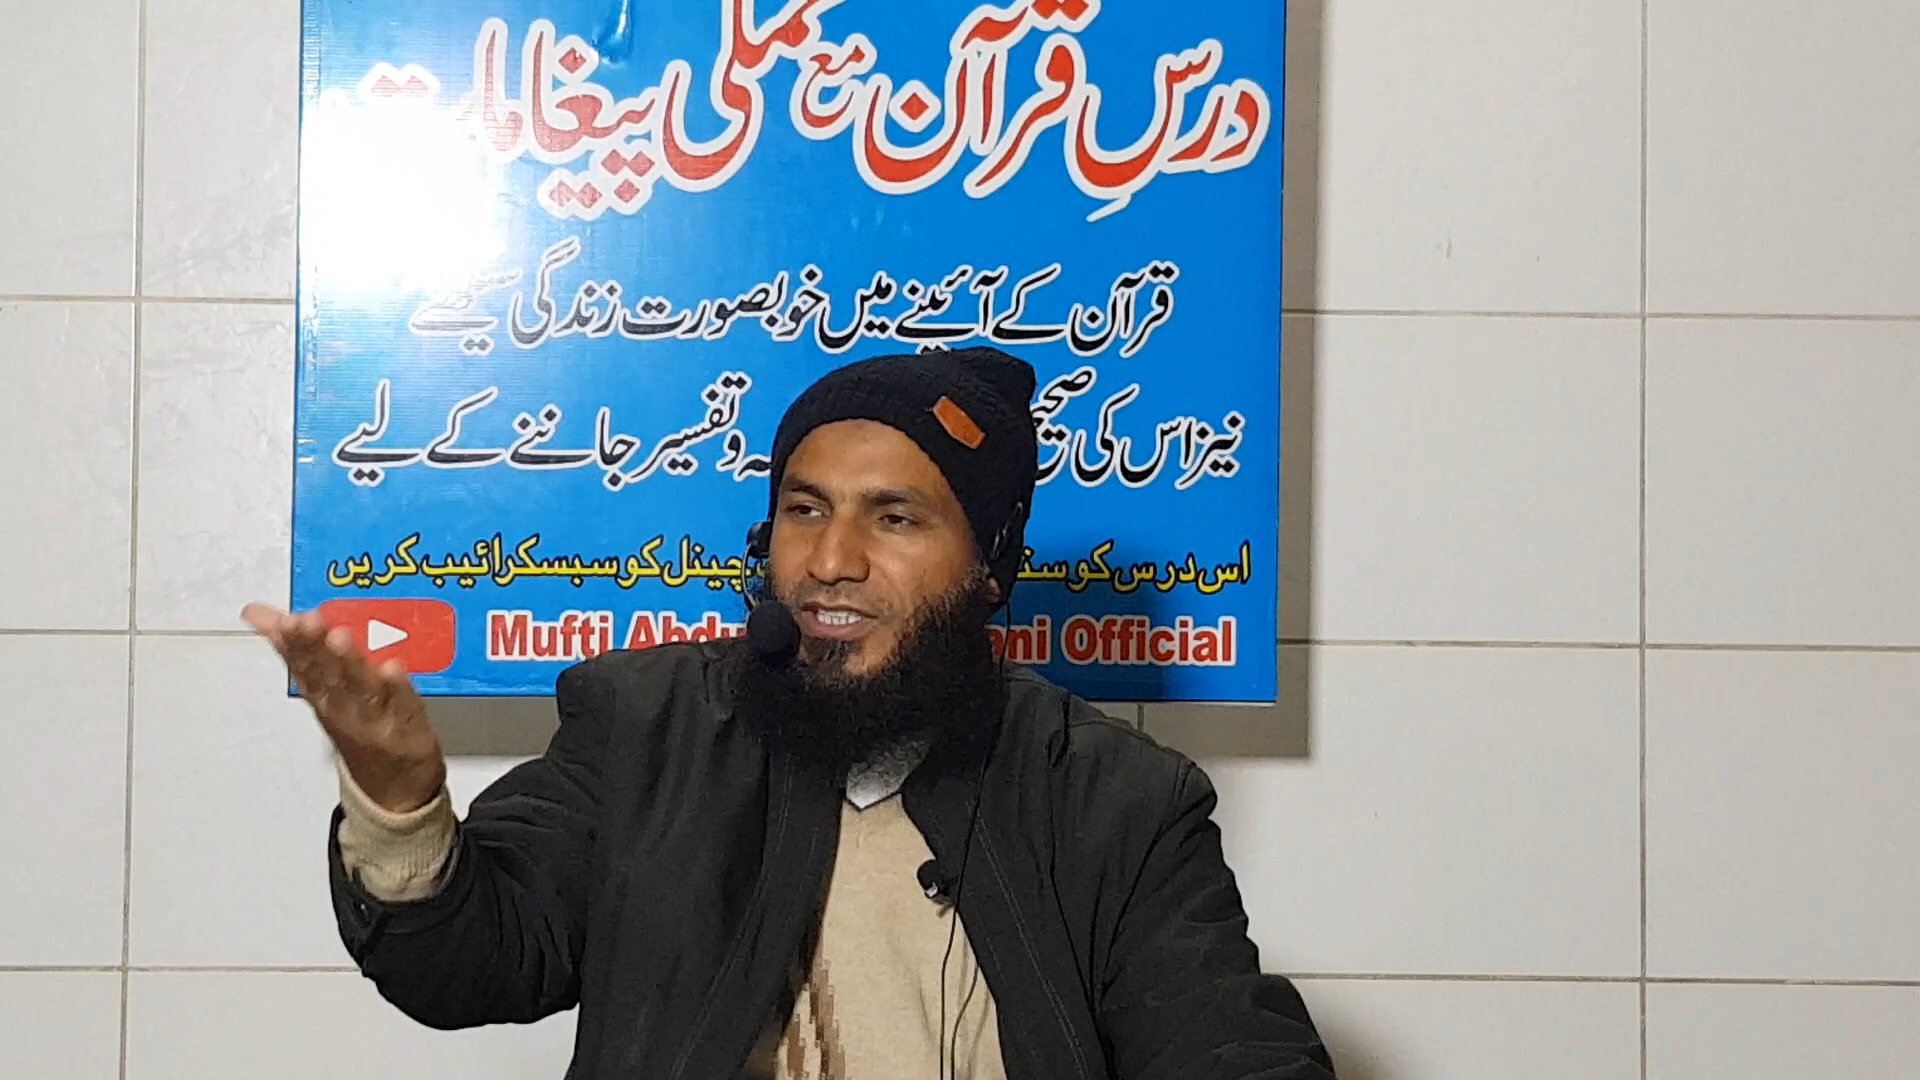 درسِ قرآن مع عملی پیغامات
قرآن کے آئینے میں خوبصورت زندگی سیکھئے
نیز اس کی صحیح وتفسیر جاننے کے لیے
اس درس کو چینل کو سبسکرائیب کریں
Mufti Official